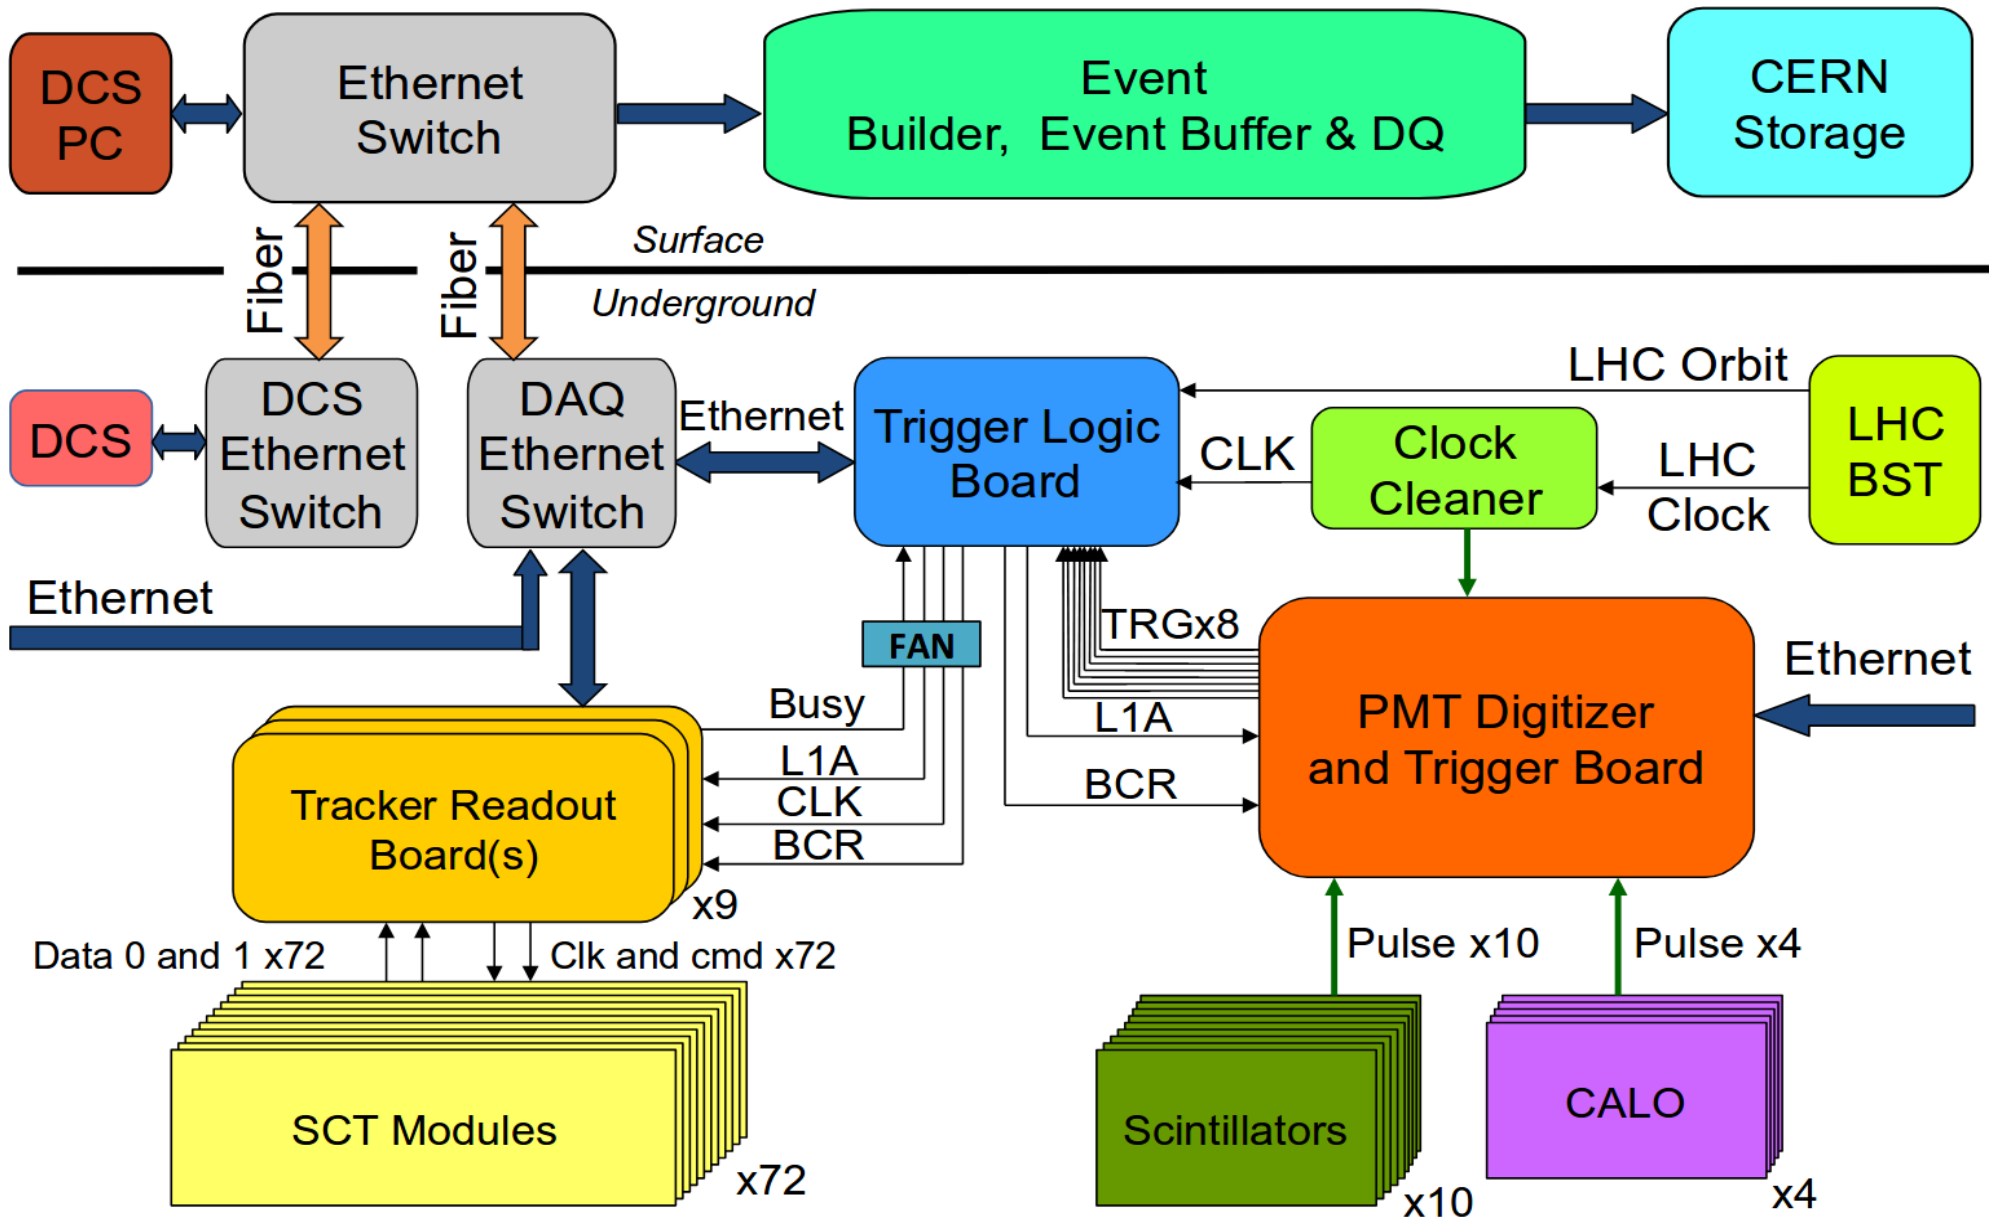 DCS
PC
Ethernet
Switch
Event
Builder,  Event Buffer & DQ
CERN
Storage
Fiber
Fiber
Surface
Underground
DCS
DCS
Ethernet
Switch
DAQ
Ethernet
Switch
Ethernet
Trigger Logic
Board
LHC Orbit
CLK
Clock
Cleaner
LHC
Clock
LHC
BST
Ethernet
FAN
TRGx8
Ethernet
PMT Digitizer
and Trigger Board
Busy
L1A
CLK
BCR
L1A
BCR
Tracker Readout
Board(s)
x9
Data 0 and 1 x72
Clk and cmd x72
Pulse x10
Pulse x4
SCT Modules
x72
Scintillators
x10
CALO
x4